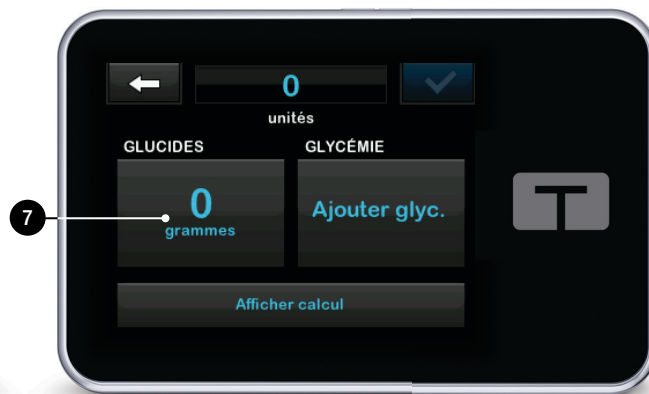 0
unités
GLUCIDES
GLYCÉMIE
0
grammes
Ajouter glyc.
7
Afficher calcul
T